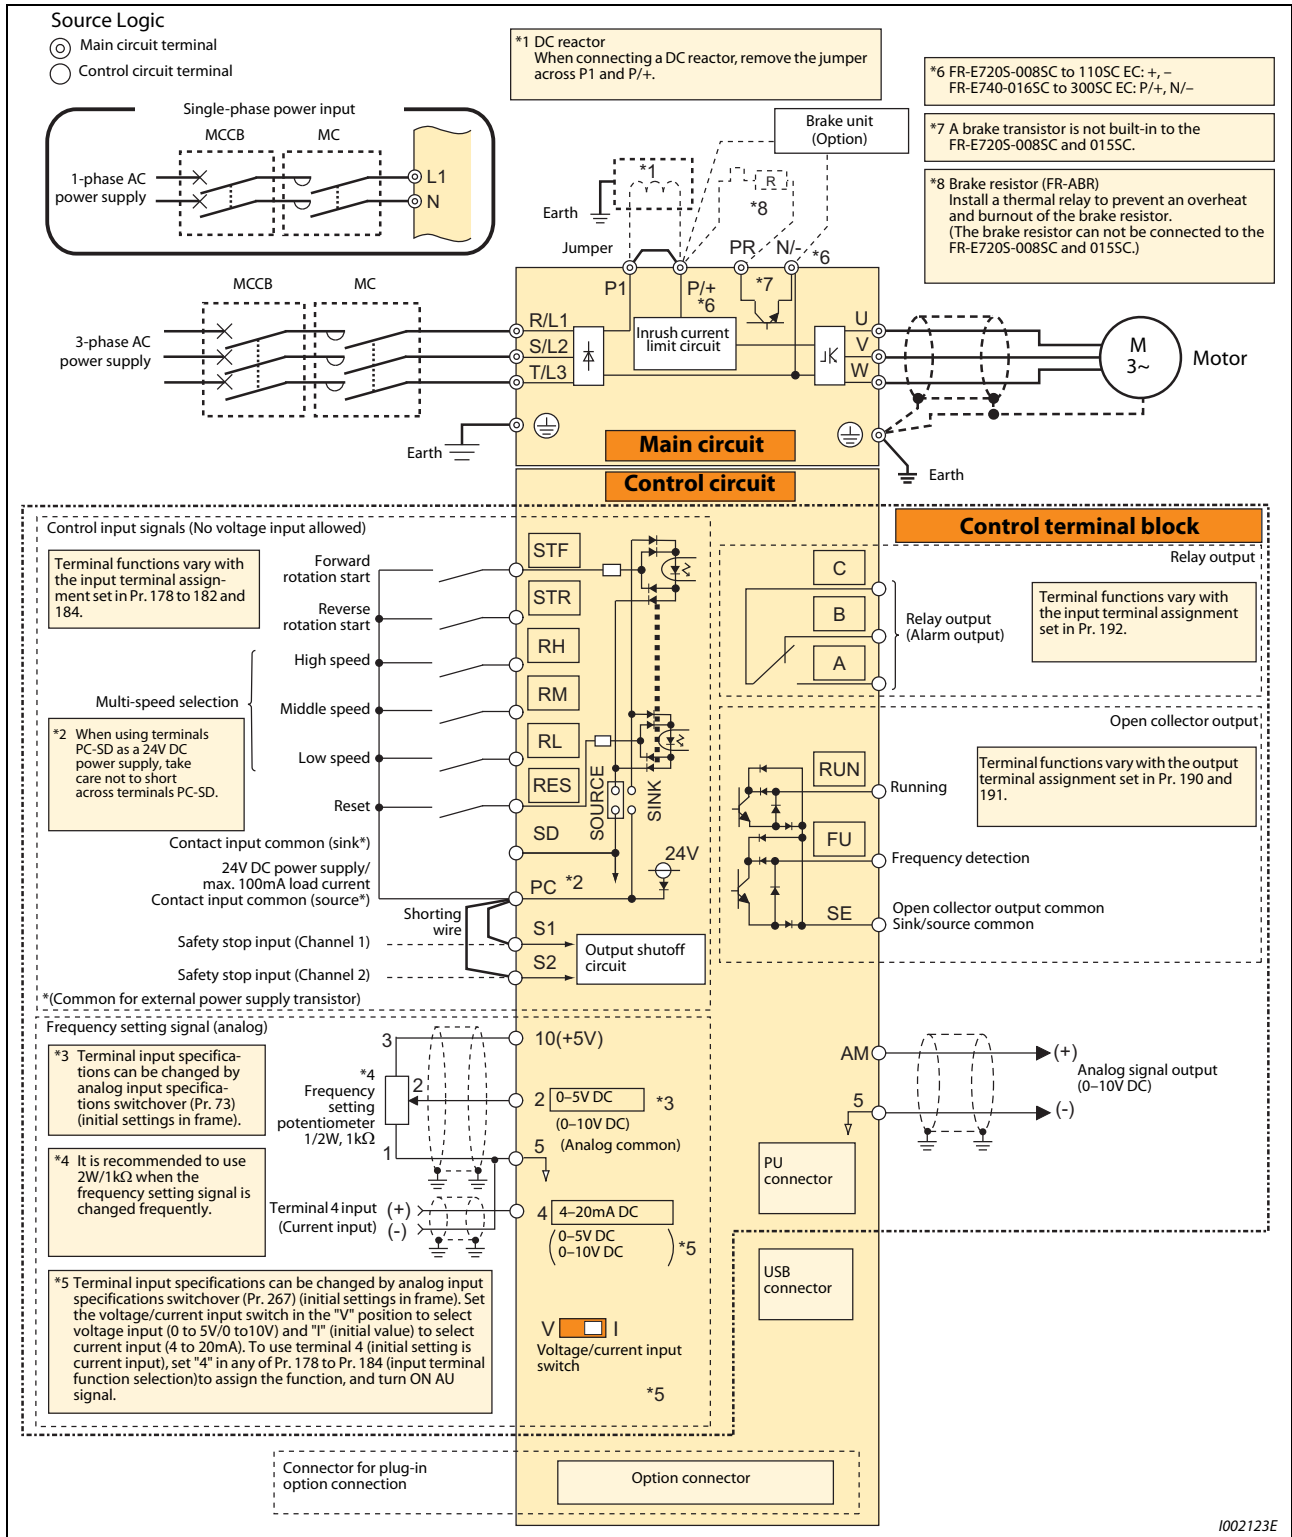 Source Logic
Main circuit terminal
Control circuit terminal
*1 DC reactor
When connecting a DC reactor, remove the jumper
across P1 and P/+.
*6 FR-E720S-008SC to 110SC EC: +, –
FR-E740-016SC to 300SC EC: P/+, N/–
*7 A brake transistor is not built-in to the
FR-E720S-008SC and 015SC.
*8 Brake resistor (FR-ABR)
Install a thermal relay to prevent an overheat
and burnout of the brake resistor.
(The brake resistor can not be connected to the
FR-E720S-008SC and 015SC.)
Single-phase power input
MCCB
MC
1-phase AC
power supply
L1
N
Brake unit
(Option)
*1
R
*8
Earth
Jumper
PR
N/-
*6
P1
P/+
*6
*7
MCCB
MC
3-phase AC
power supply
R/L1
S/L2
T/L3
Inrush current
limit circuit
U
V
W
M
3~
Motor
Earth
Main circuit
Earth
Control circuit
Control terminal block
Control input signals (No voltage input allowed)
Terminal functions vary with
the input terminal assign-
ment set in Pr. 178 to 182 and
184.
Forward
rotation start
Reverse
rotation start
High speed
Multi-speed selection
Middle speed
Low speed
Reset
*2 When using terminals
PC-SD as a 24V DC
power supply, take
care not to short
across terminals PC-SD.
STF
STR
RH
RM
RL
RES
SOURCE
SINK
SD
24V
PC
*2
Contact input common (sink*)
24V DC power supply/
max. 100mA load current
Contact input common (source*)
Shorting
wire
Safety stop input (Channel 1)
S1
Safety stop input (Channel 2)
S2
Output shutoff
circuit
*(Common for external power supply transistor)
Relay output
C
B
A
Relay output
(Alarm output)
Terminal functions vary with
the input terminal assignment
set in Pr. 192.
Open collector output
Terminal functions vary with the output
terminal assignment set in Pr. 190 and
191.
RUN
Running
FU
Frequency detection
SE
Open collector output common
Sink/source common
Frequency setting signal (analog)
*3 Terminal input specifica-
tions can be changed by
analog input specifica-
tions switchover (Pr. 73)
(initial settings in frame).
*4 It is recommended to use
2W/1kΩ when the
frequency setting signal is
changed frequently.
3
2
1
*4
Frequency
setting
potentiometer
1/2W, 1kΩ
10(+5V)
2
0–5V DC
*3
(0–10V DC)
5
(Analog common)
Terminal 4 input
(Current input)
(+)
(-)
4
4–20mA DC
0–5V DC
0–10V DC
*5
AM
5
(+)
(-)
Analog signal output
(0–10V DC)
PU
connector
USB
connector
*5 Terminal input specifications can be changed by analog input
specifications switchover (Pr. 267) (initial settings in frame). Set
the voltage/current input switch in the "V" position to select
voltage input (0 to 5V/0 to10V) and "I" (initial value) to select
current input (4 to 20mA). To use terminal 4 (initial setting is
current input), set "4" in any of Pr. 178 to Pr. 184 (input terminal
function selection)to assign the function, and turn ON AU
signal.
V
I
Voltage/current input
switch
*5
Connector for plug-in
option connection
Option connector
I002123E